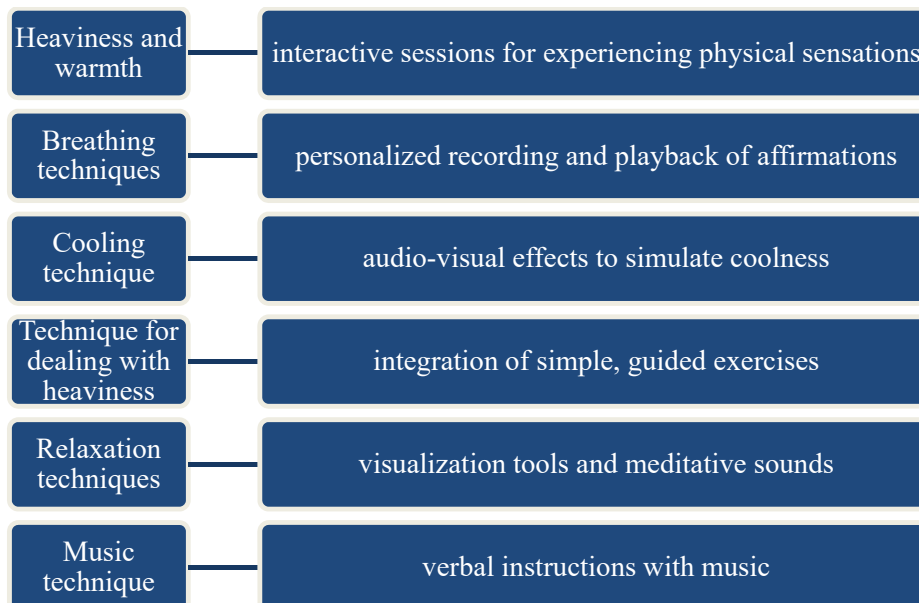 Heaviness and
warmth
interactive sessions for experiencing physical sensations
Breathing
techniques
personalized recording and playback of affirmations
Cooling
technique
audio-visual effects to simulate coolness
Technique for
dealing with
heaviness
integration of simple, guided exercises
Relaxation
techniques
visualization tools and meditative sounds
Music
technique
verbal instructions with music